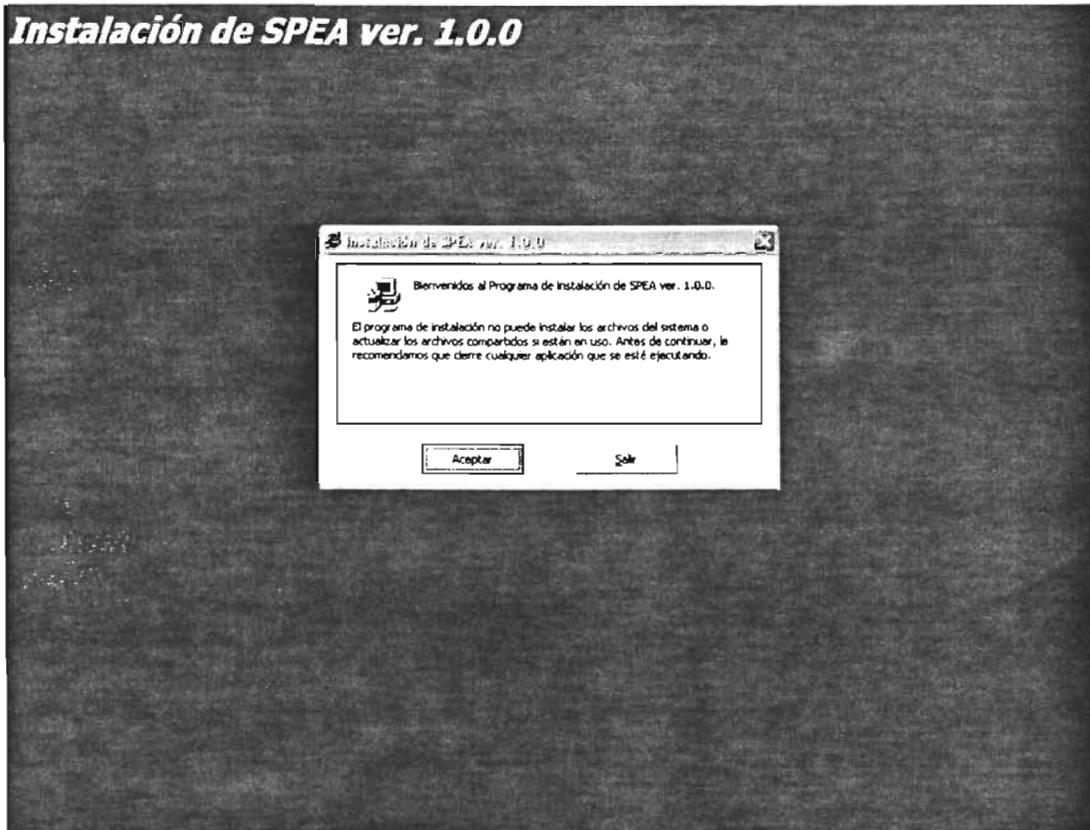 Instalación de SPEA ver. 1.0.0
Instalación de SPEA ver. 1.0.0
Bienvenidos al Programa de instalación de SPEA ver. 1.0.0.
El programa de instalación no puede instalar los archivos del sistema o
actualizar los archivos compartidos si están en uso. Antes de continuar, le
recomendamos que cierre cualquier aplicación que se esté ejecutando.
Aceptar
Salir